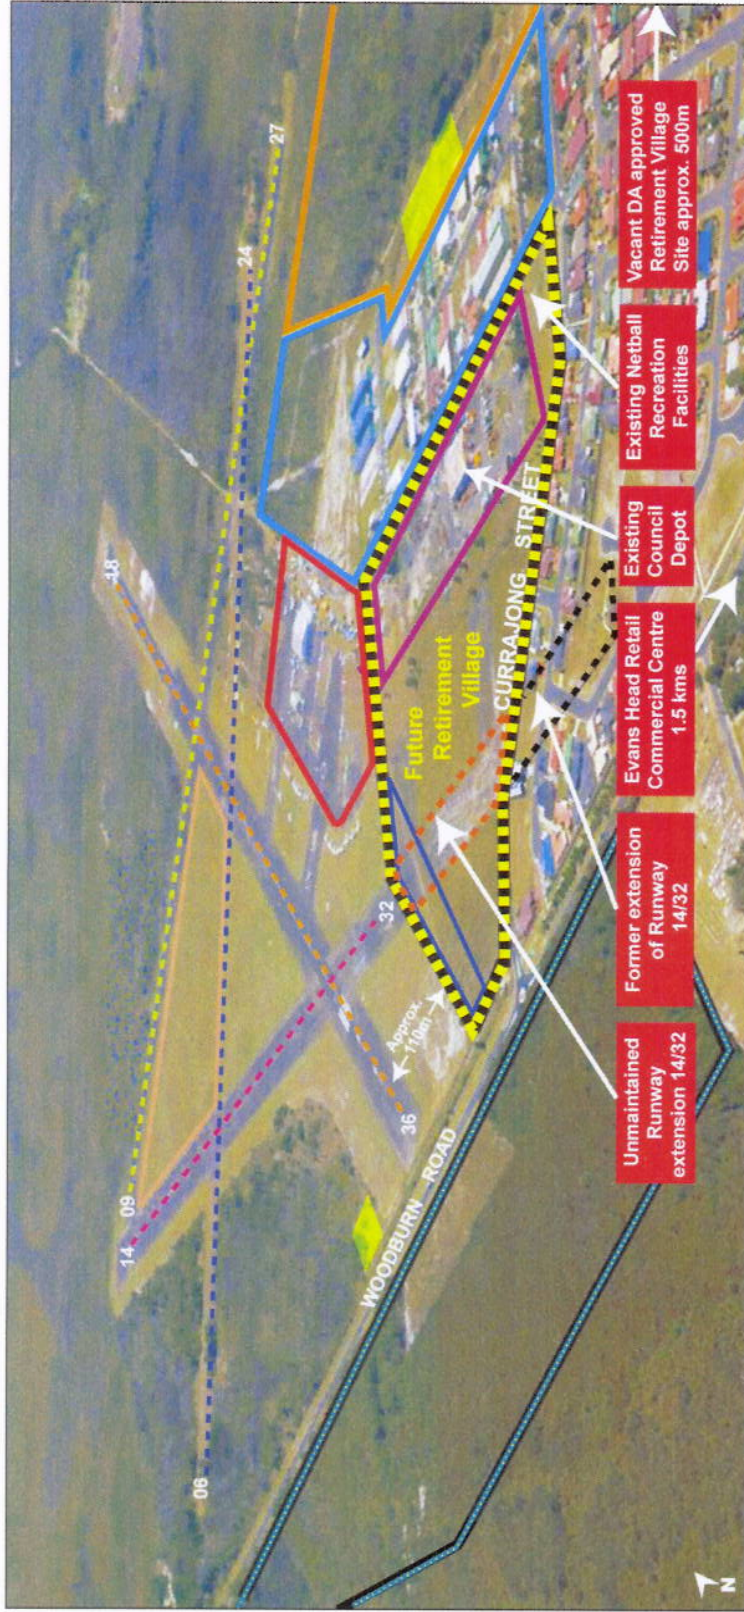 27
24
18
09
14
06
32
Approx.
110m
36
Future
Retirement
Village
CURRAJONG STREET
WOODBURN ROAD
Unmaintained
Runway
extension 14/32
Former extension
of Runway
14/32
Evans Head Retail
Commercial Centre
1.5 kms
Existing
Council
Depot
Existing Netball
Recreation
Facilities
Vacant DA approved
Retirement Village
Site approx. 500m
N